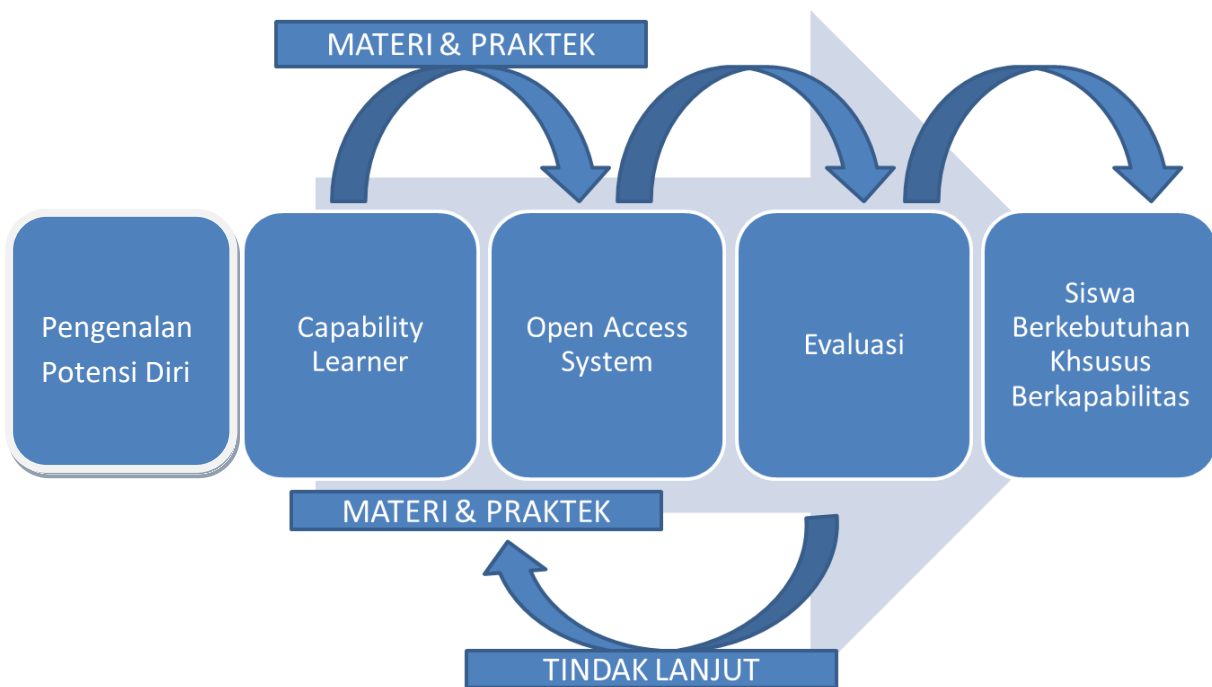 MATERI & PRAKTEK
Pengenalan
Potensi Diri
Capability
Learner
Open Access
System
Evaluasi
Siswa
Berkebutuhan
Khsusus
Berkapabilitas
MATERI & PRAKTEK
TINDAK LANJUT